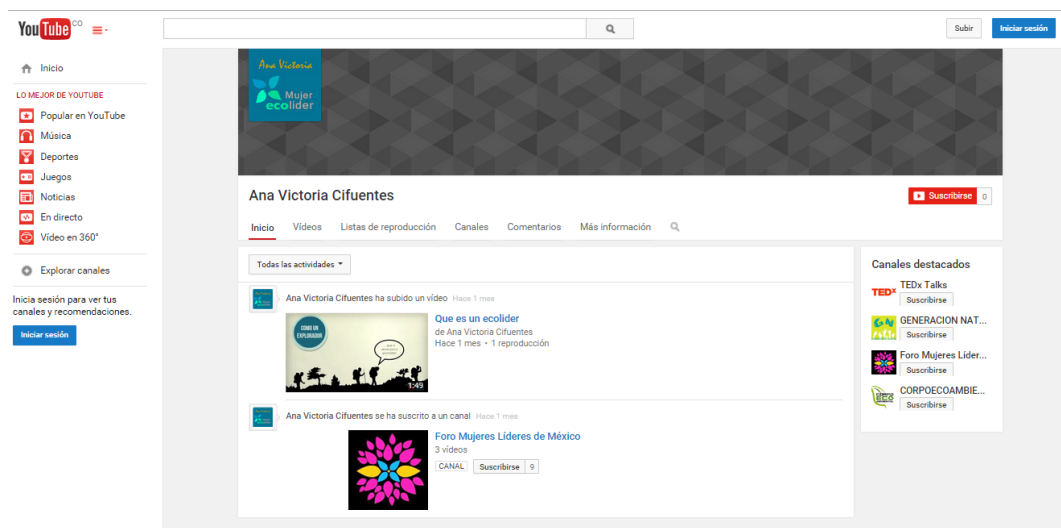 YouTube CO
Subir
Iniciar sesión
Inicio
LO MEJOR DE YOUTUBE
Popular en YouTube
Música
Deportes
Juegos
Noticias
En directo
Vídeo en 360°
Explorar canales
Inicia sesión para ver tus
canales y recomendaciones.
Iniciar sesión
Ana Victoria
Mujer
ecolider
Ana Victoria Cifuentes
Suscribirse 0
Inicio Vídeos Listas de reproducción Canales Comentarios Más información
Todas las actividades
Ana Victoria Cifuentes ha subido un vídeo Hace 1 mes
COMO UN
EXPLORADOR
1:49
Que es un ecolider
de Ana Victoria Cifuentes
Hace 1 mes • 1 reproducción
Ana Victoria Cifuentes se ha suscrito a un canal Hace 1 mes
Foro Mujeres Líderes de México
3 vídeos
CANAL Suscribirse 9
Canales destacados
TEDx
TEDx Talks
Suscribirse
GENERACION NAT...
Suscribirse
Foro Mujeres Líder...
Suscribirse
CORPOECOAMBIE...
Suscribirse